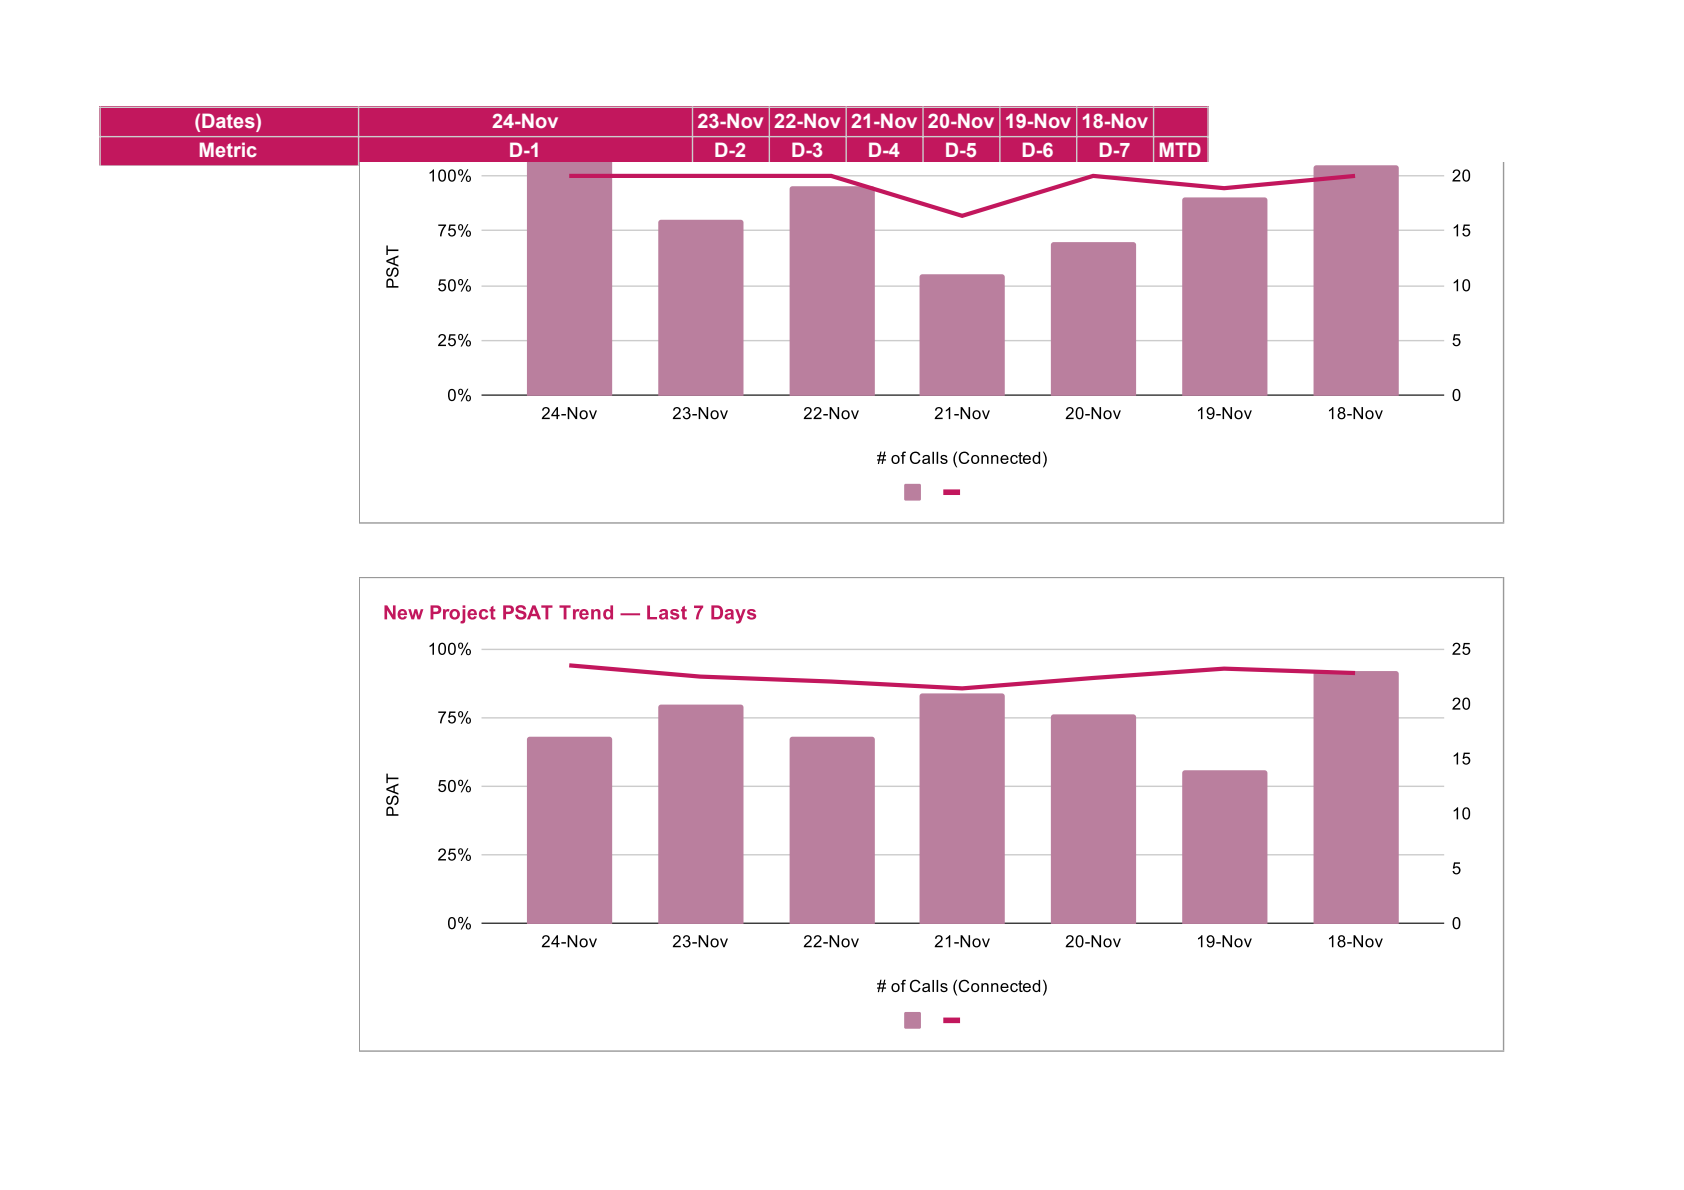 (Dates) 24-Nov 23-Nov 22-Nov 21-Nov 20-Nov 19-Nov 18-Nov
Metric D-1 D-2 D-3 D-4 D-5 D-6 D-7 MTD
100% 20
75% 15
PSAT
50% 10
25% 5
0% 0
24-Nov 23-Nov 22-Nov 21-Nov 20-Nov 19-Nov 18-Nov
# of Calls (Connected)
New Project PSAT Trend — Last 7 Days
100% 25
20
75%
15
PSAT
50%
10
25%
5
0% 0
24-Nov 23-Nov 22-Nov 21-Nov 20-Nov 19-Nov 18-Nov
# of Calls (Connected)